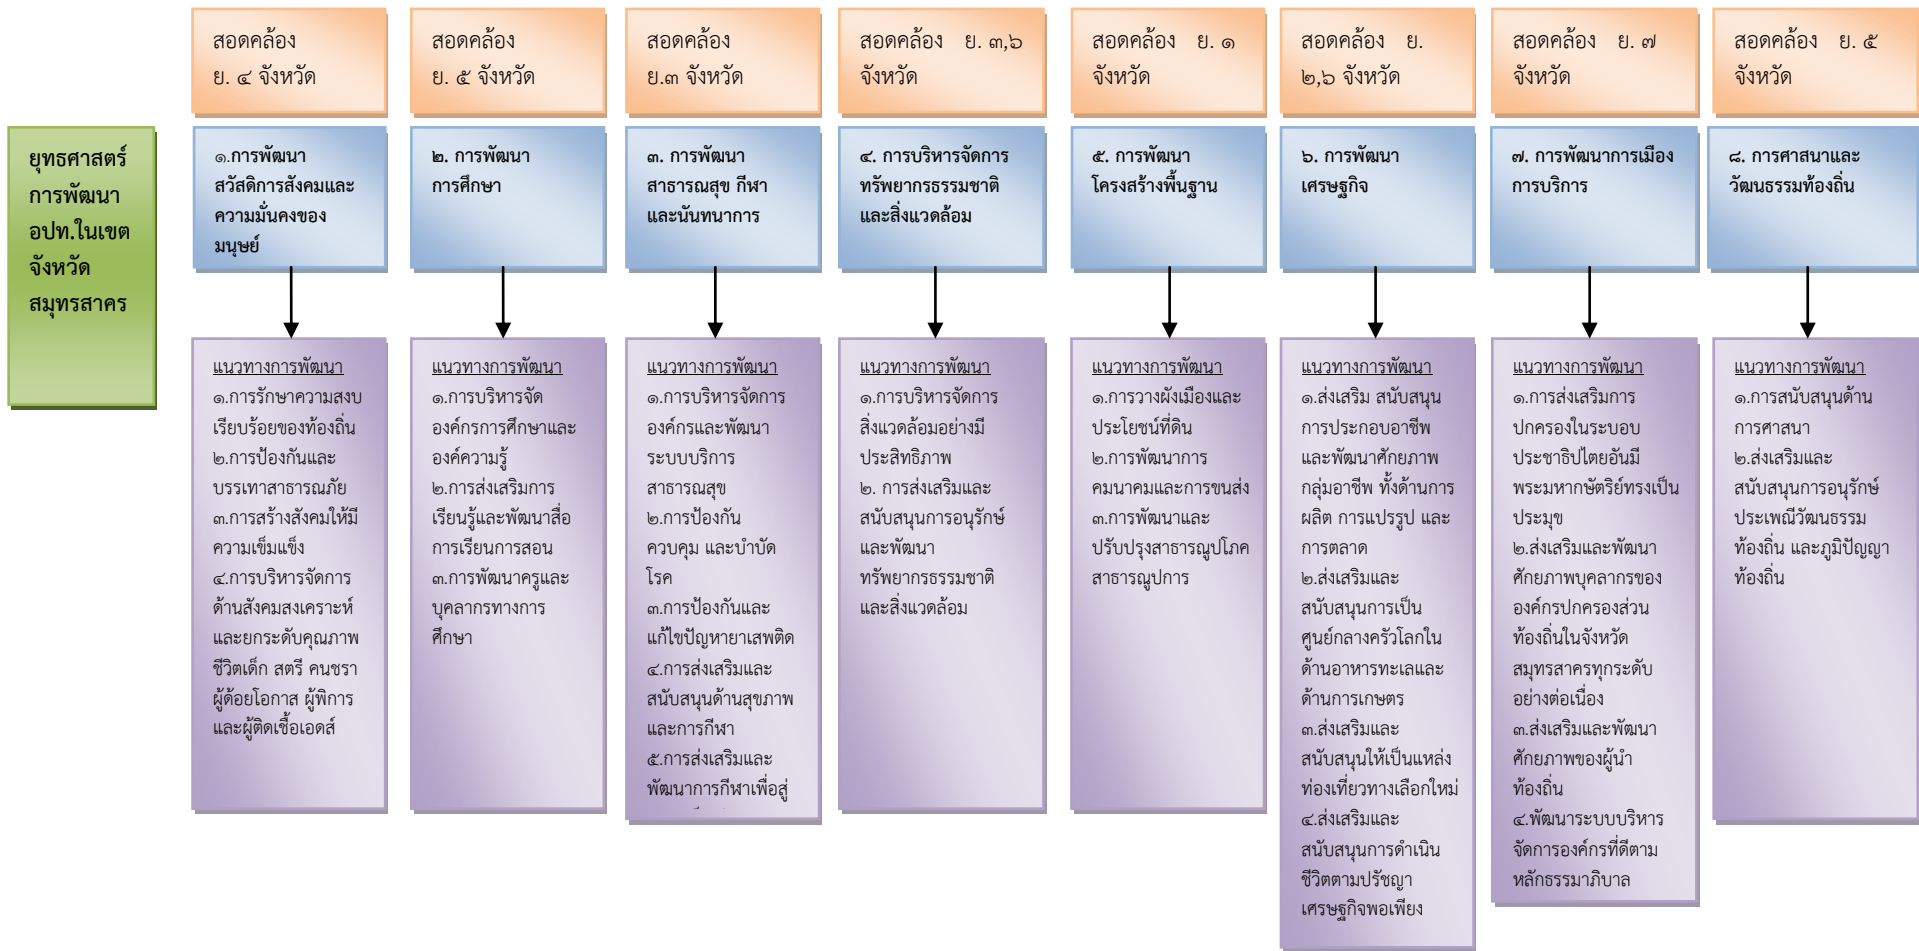 สอดคล้อง
ย. ๔ จังหวัด
สอดคล้อง
ย. ๕ จังหวัด
สอดคล้อง
ย.๓ จังหวัด
สอดคล้อง ย. ๓,๖
จังหวัด
สอดคล้อง ย. ๑
จังหวัด
สอดคล้อง ย.
๒,๖ จังหวัด
สอดคล้อง ย. ๗
จังหวัด
สอดคล้อง ย. ๕
จังหวัด
ยุทธศาสตร์
การพัฒนา
อปท.ในเขต
จังหวัด
สมุทรสาคร
๑.การพัฒนา
สวัสดิการสังคมและ
ความมั่นคงของ
มนุษย์
๒. การพัฒนา
การศึกษา
๓. การพัฒนา
สาธารณสุข กีฬา
และนันทนาการ
๔. การบริหารจัดการ
ทรัพยากรธรรมชาติ
และสิ่งแวดล้อม
๕. การพัฒนา
โครงสร้างพื้นฐาน
๖. การพัฒนา
เศรษฐกิจ
๗. การพัฒนาการเมือง
การบริการ
๘. การศาสนาและ
วัฒนธรรมท้องถิ่น
แนวทางการพัฒนา
๑.การรักษาความสงบ
เรียบร้อยของท้องถิ่น
๒.การป้องกันและ
บรรเทาสาธารณภัย
๓.การสร้างสังคมให้มี
ความเข็มแข็ง
๔.การบริหารจัดการ
ด้านสังคมสงเคราะห์
และยกระดับคุณภาพ
ชีวิตเด็ก สตรี คนชรา
ผู้ด้อยโอกาส ผู้พิการ
และผู้ติดเชื้อเอดส์
แนวทางการพัฒนา
๑.การบริหารจัด
องค์กรการศึกษาและ
องค์ความรู้
๒.การส่งเสริมการ
เรียนรู้และพัฒนาสื่อ
การเรียนการสอน
๓.การพัฒนาครูและ
บุคลากรทางการ
ศึกษา
แนวทางการพัฒนา
๑.การบริหารจัดการ
องค์กรและพัฒนา
ระบบบริการ
สาธารณสุข
๒.การป้องกัน
ควบคุม และบำบัด
โรค
๓.การป้องกันและ
แก้ไขปัญหายาเสพติด
๔.การส่งเสริมและ
สนับสนุนด้านสุขภาพ
และการกีฬา
๕.การส่งเสริมและ
พัฒนาการกีฬาเพื่อสู่
แนวทางการพัฒนา
๑.การบริหารจัดการ
สิ่งแวดล้อมอย่างมี
ประสิทธิภาพ
๒. การส่งเสริมและ
สนับสนุนการอนุรักษ์
และพัฒนา
ทรัพยากรธรรมชาติ
และสิ่งแวดล้อม
แนวทางการพัฒนา
๑.การวางผังเมืองและ
ประโยชน์ที่ดิน
๒.การพัฒนาการ
คมนาคมและการขนส่ง
๓.การพัฒนาและ
ปรับปรุงสาธารณูปโภค
สาธารณูปการ
แนวทางการพัฒนา
๑.ส่งเสริม สนับสนุน
การประกอบอาชีพ
และพัฒนาศักยภาพ
กลุ่มอาชีพ ทั้งด้านการ
ผลิต การแปรรูป และ
การตลาด
๒.ส่งเสริมและ
สนับสนุนการเป็น
ศูนย์กลางครัวโลกใน
ด้านอาหารทะเลและ
ด้านการเกษตร
๓.ส่งเสริมและ
สนับสนุนให้เป็นแหล่ง
ท่องเที่ยวทางเลือกใหม่
๔.ส่งเสริมและ
สนับสนุนการดำเนิน
ชีวิตตามปรัชญา
เศรษฐกิจพอเพียง
แนวทางการพัฒนา
๑.การส่งเสริมการ
ปกครองในระบอบ
ประชาธิปไตยอันมี
พระมหากษัตริย์ทรงเป็น
ประมุข
๒.ส่งเสริมและพัฒนา
ศักยภาพบุคลากรของ
องค์กรปกครองส่วน
ท้องถิ่นในจังหวัด
สมุทรสาครทุกระดับ
อย่างต่อเนื่อง
๓.ส่งเสริมและพัฒนา
ศักยภาพของผู้นำ
ท้องถิ่น
๔.พัฒนาระบบบริหาร
จัดการองค์กรที่ดีตาม
หลักธรรมาภิบาล
แนวทางการพัฒนา
๑.การสนับสนุนด้าน
การศาสนา
๒.ส่งเสริมและ
สนับสนุนการอนุรักษ์
ประเพณีวัฒนธรรม
ท้องถิ่น และภูมิปัญญา
ท้องถิ่น